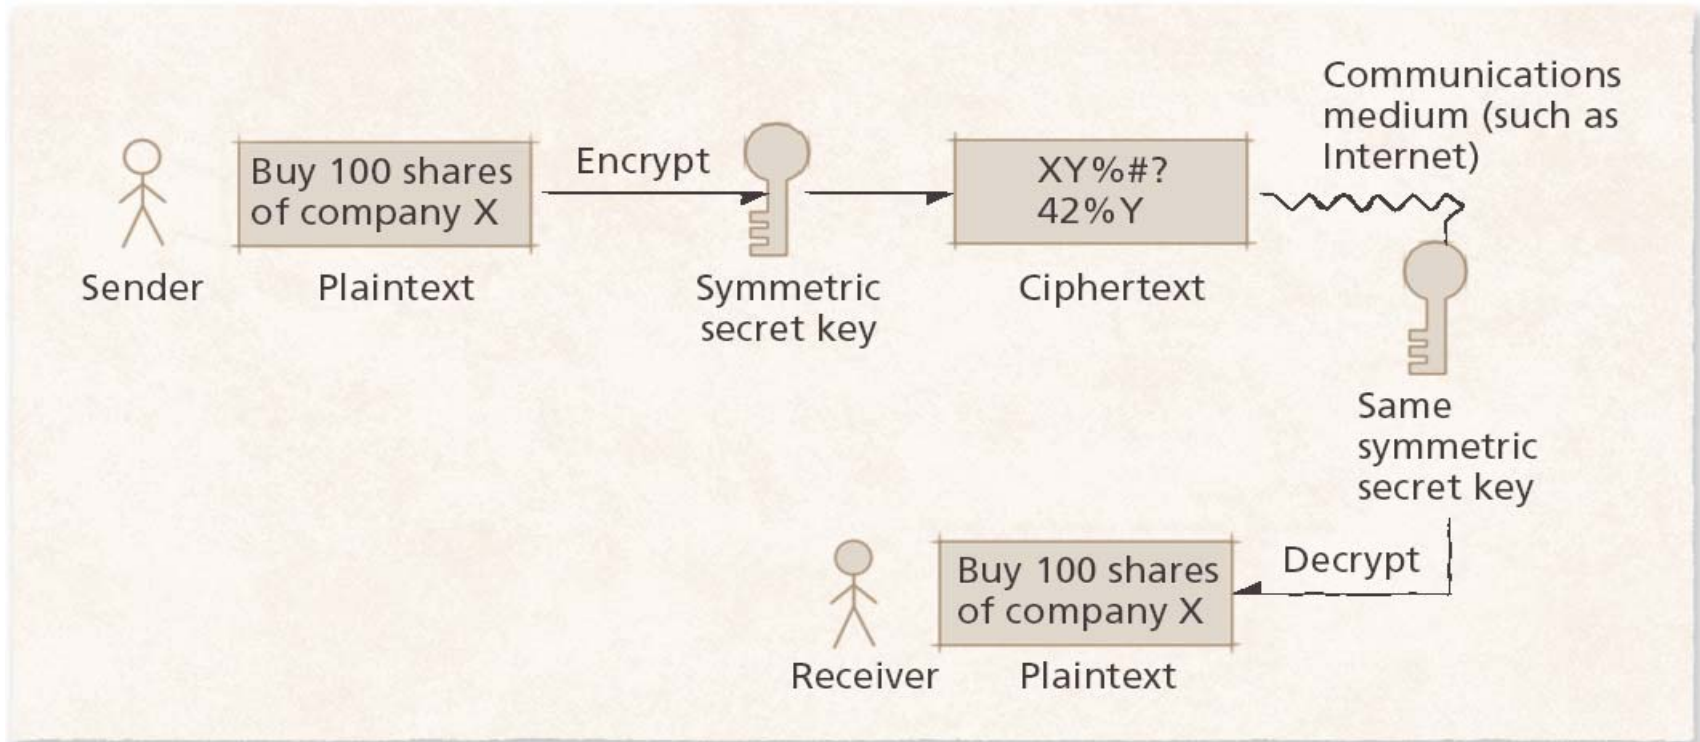 Sender
Buy 100 shares
of company X
Plaintext
Encrypt
Symmetric
secret key
XY%#?
42%Y
Ciphertext
Communications
medium (such as
Internet)
Same
symmetric
secret key
Decrypt
Buy 100 shares
of company X
Plaintext
Receiver